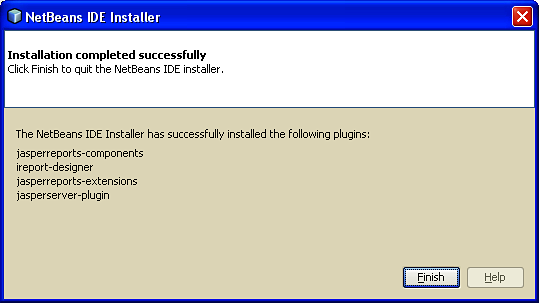 NetBeans IDE Installer
Installation completed successfully
Click Finish to quit the NetBeans IDE installer.
The NetBeans IDE Installer has successfully installed the following plugins:
jasperreports-components
ireport-designer
jasperreports-extensions
jasperserver-plugin
Finish
Help